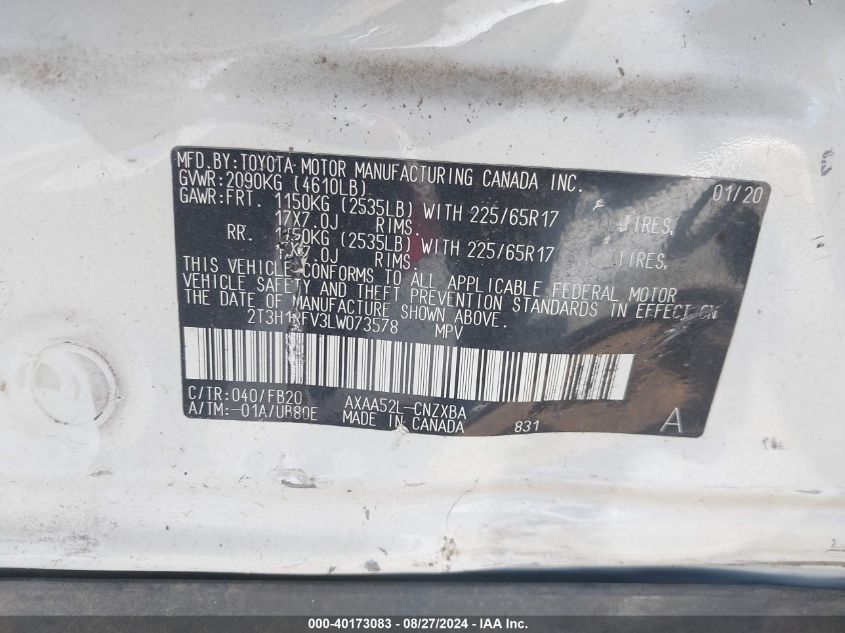 MFD.BY:TOYOTA MOTOR MANUFACTURING CANADA INC. 01/20
GVWR:2090KG (4610LB)
GAWR:FRT. 1150KG (2535LB) WITH 225/65R17 TIRES,
17X7.0J RIMS.
RR. 1150KG (2535LB) WITH 225/65R17 TIRES,
17X7.0J RIMS.
THIS VEHICLE CONFORMS TO ALL APPLICABLE FEDERAL MOTOR
VEHICLE SAFETY AND THEFT PREVENTION STANDARDS IN EFFECT ON
THE DATE OF MANUFACTURE SHOWN ABOVE.
2T3H1RFV3LW073578 MPV
C/TR:040/FB20 AXAA52L-CNZXBA
A/TM:-01A/UB80E MADE IN CANADA 831 A
000-40173083 / 08/27/2024 - IAA Inc.